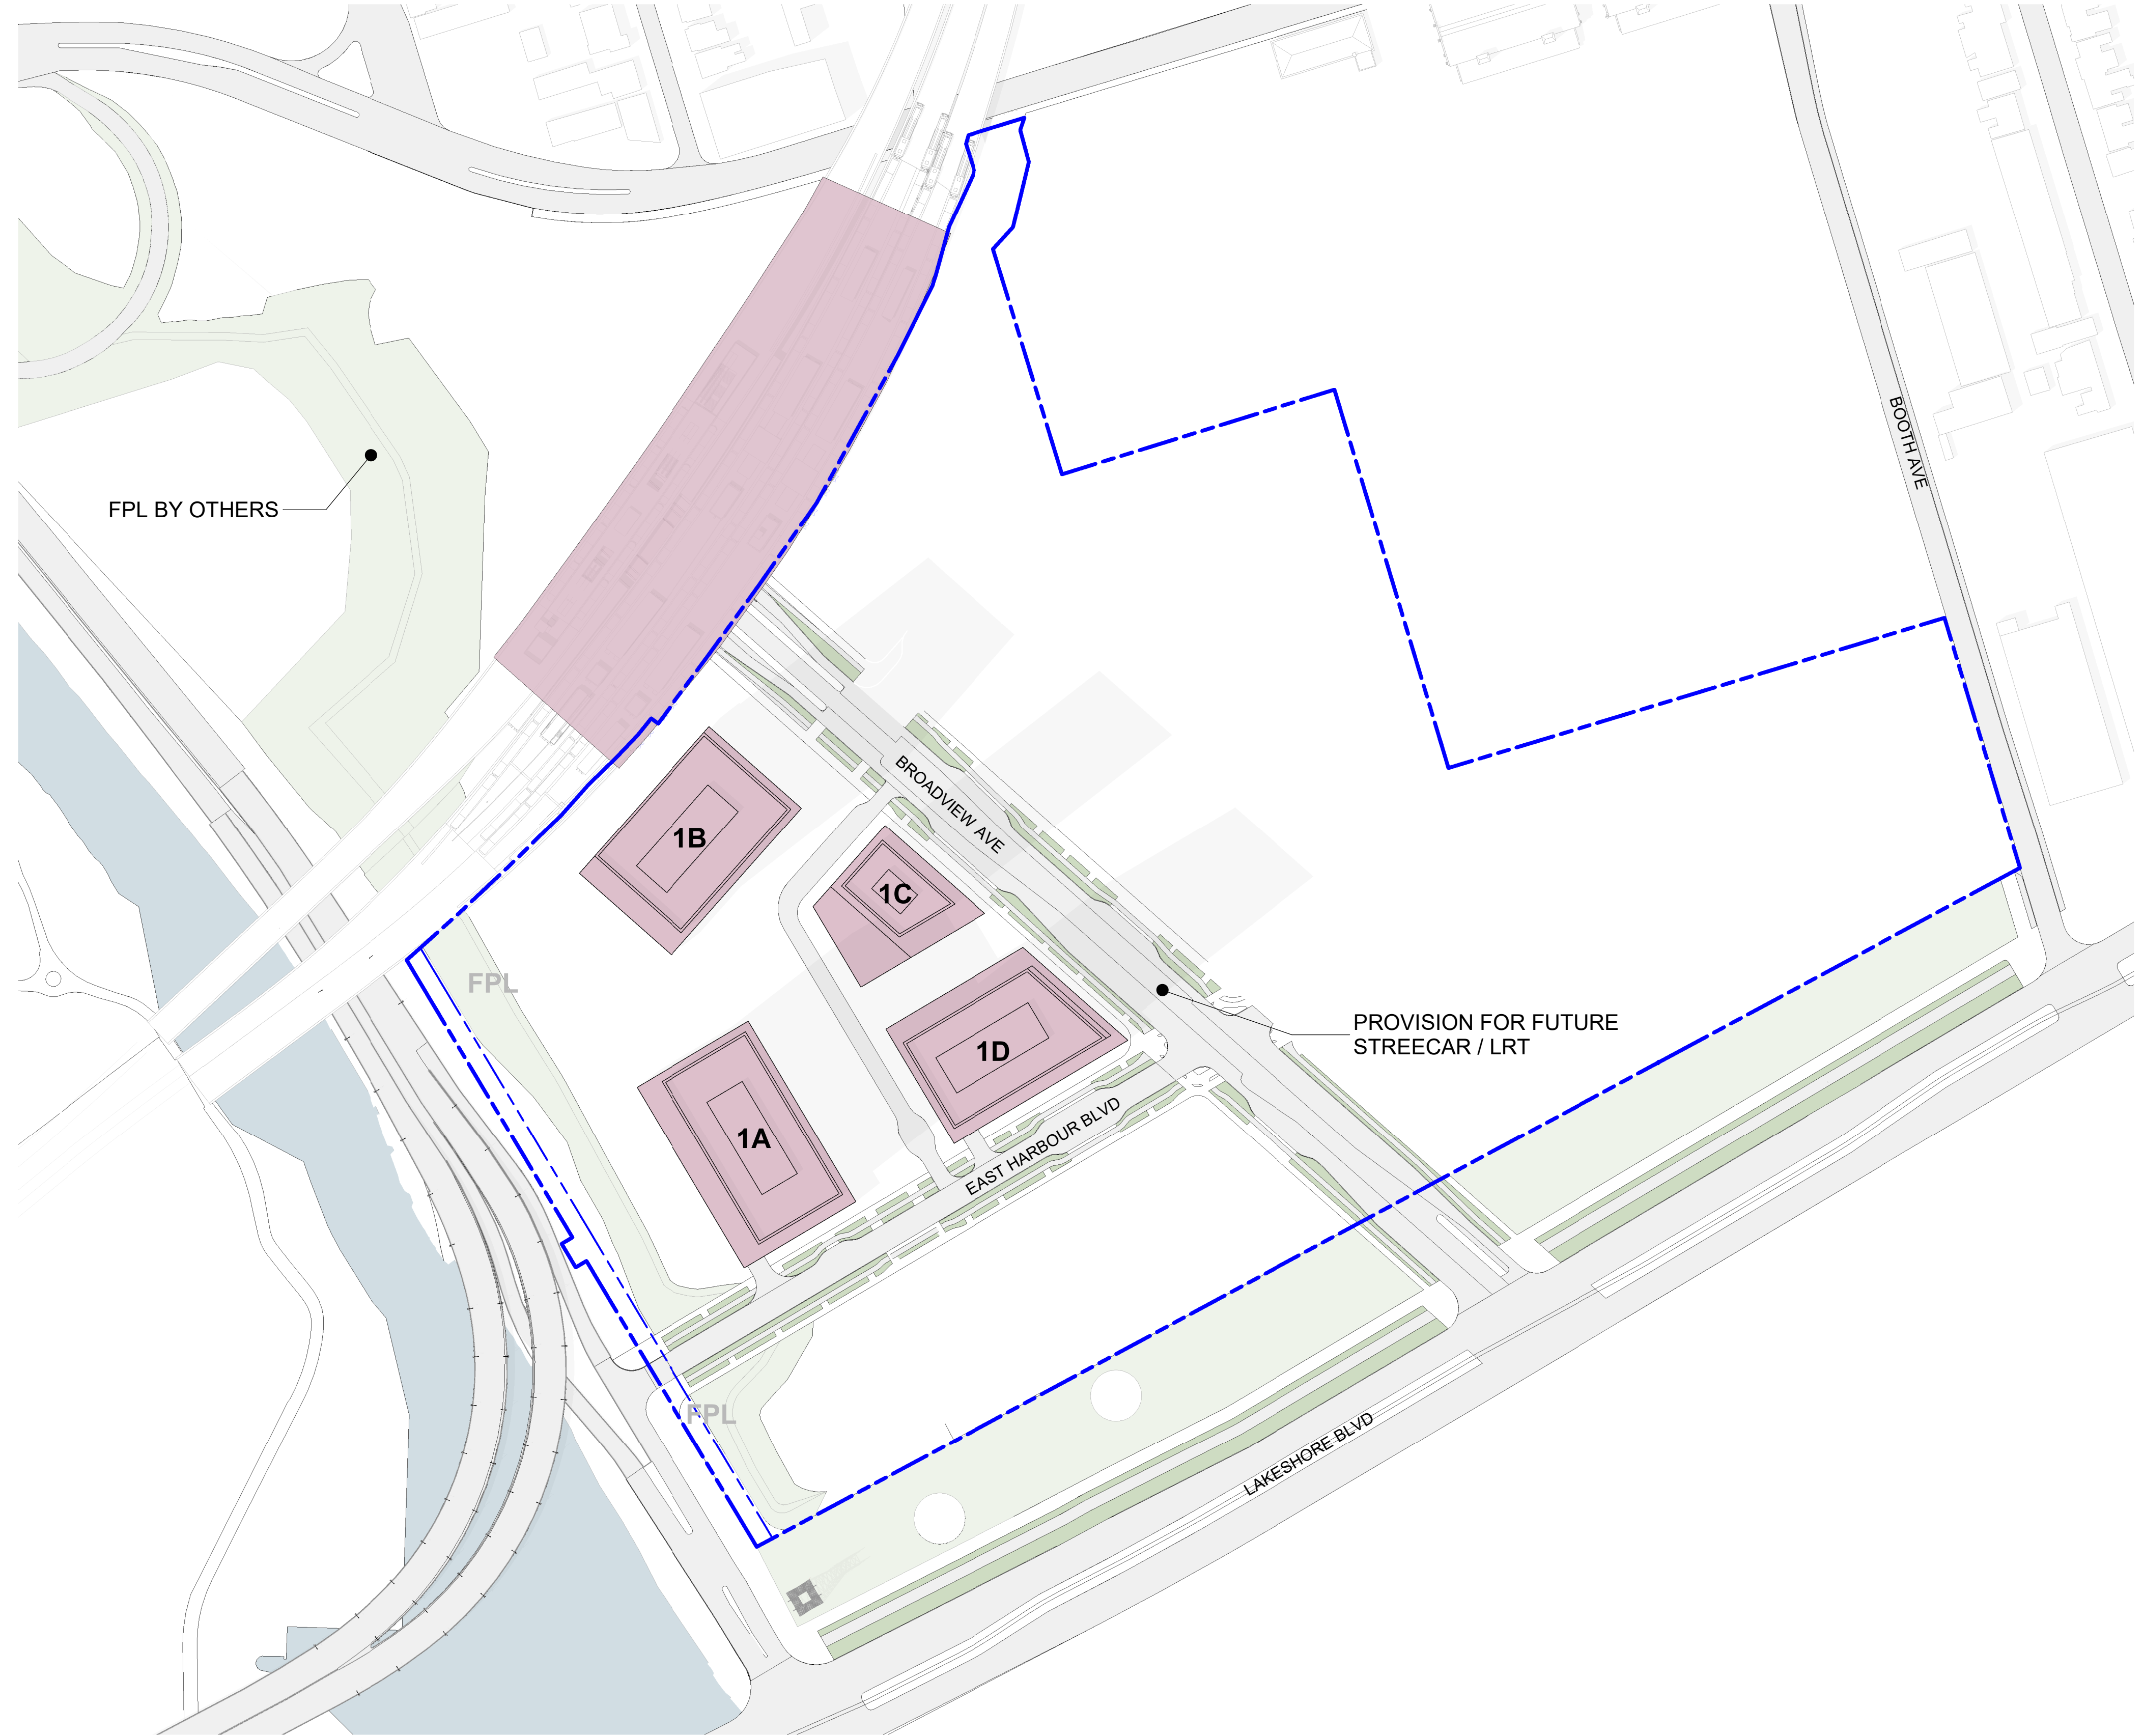 BOOTH AVE
FPL BY OTHERS
BROADVIEW AVE
1B
1C
FPL
1D
PROVISION FOR FUTURE
STREECAR / LRT
1A
EAST HARBOUR BLVD
FPL
LAKESHORE BLVD